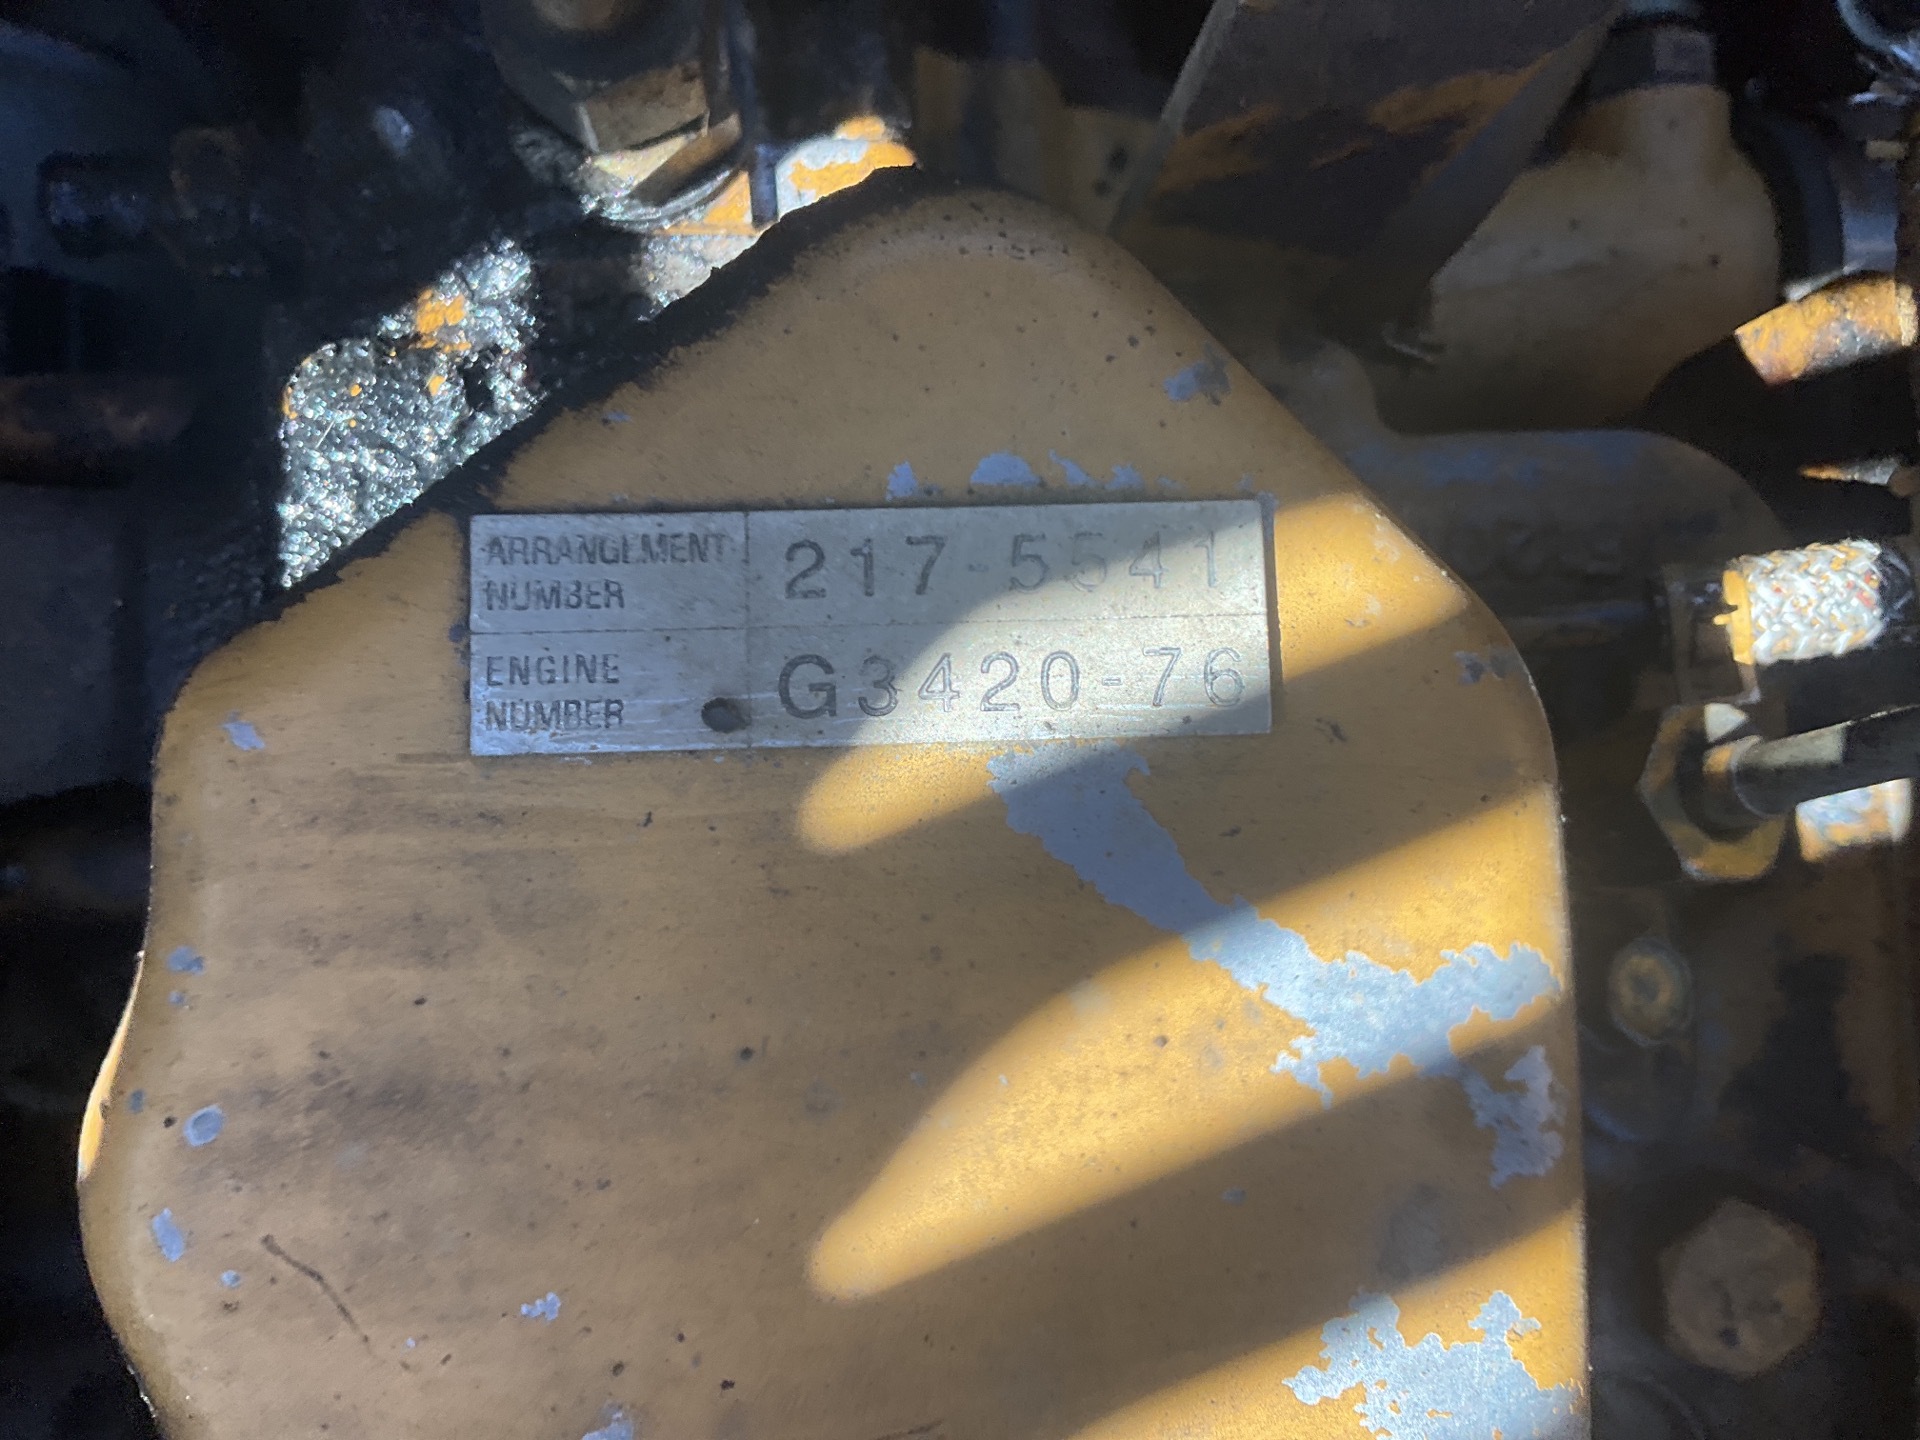 ARRANGEMENT NUMBER 217-5541
ENGINE NUMBER G3420-76